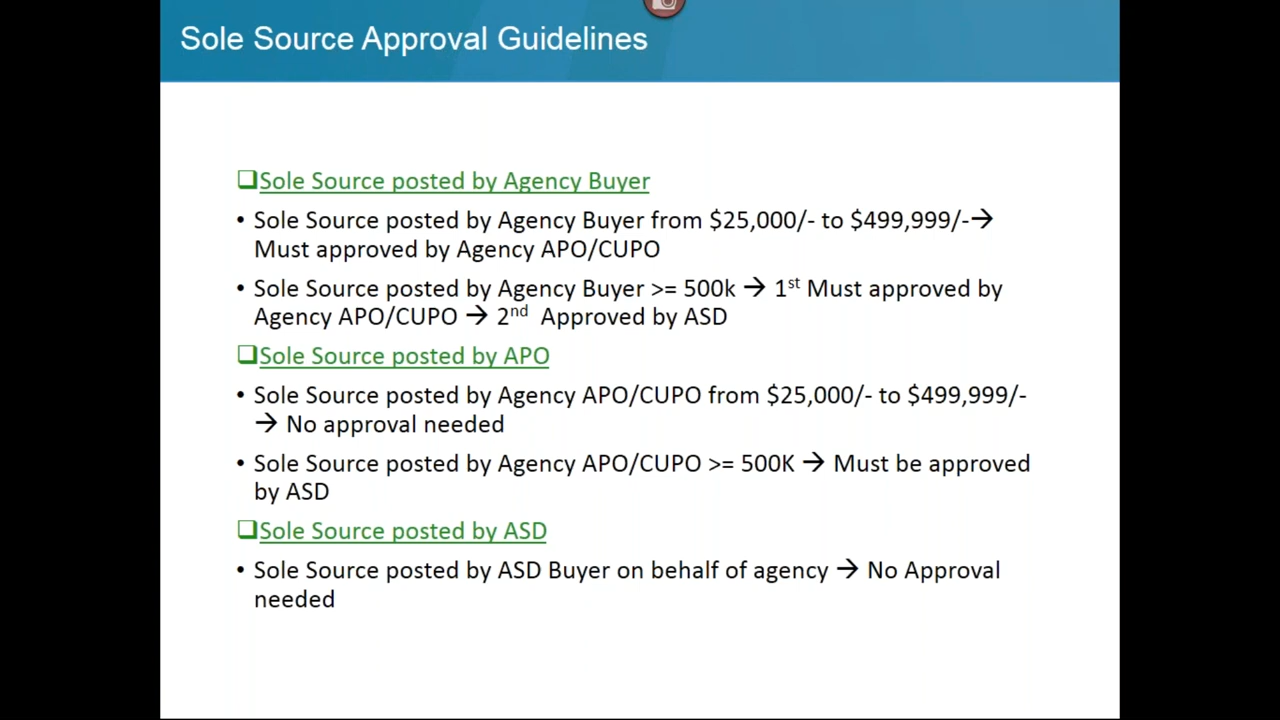 Sole Source Approval Guidelines
❑Sole Source posted by Agency Buyer
• Sole Source posted by Agency Buyer from $25,000/- to $499,999/-→
Must approved by Agency APO/CUPO
• Sole Source posted by Agency Buyer >= 500k → 1st Must approved by
Agency APO/CUPO → 2nd Approved by ASD
❑Sole Source posted by APO
• Sole Source posted by Agency APO/CUPO from $25,000/- to $499,999/-
→ No approval needed
• Sole Source posted by Agency APO/CUPO >= 500K → Must be approved
by ASD
❑Sole Source posted by ASD
• Sole Source posted by ASD Buyer on behalf of agency → No Approval
needed